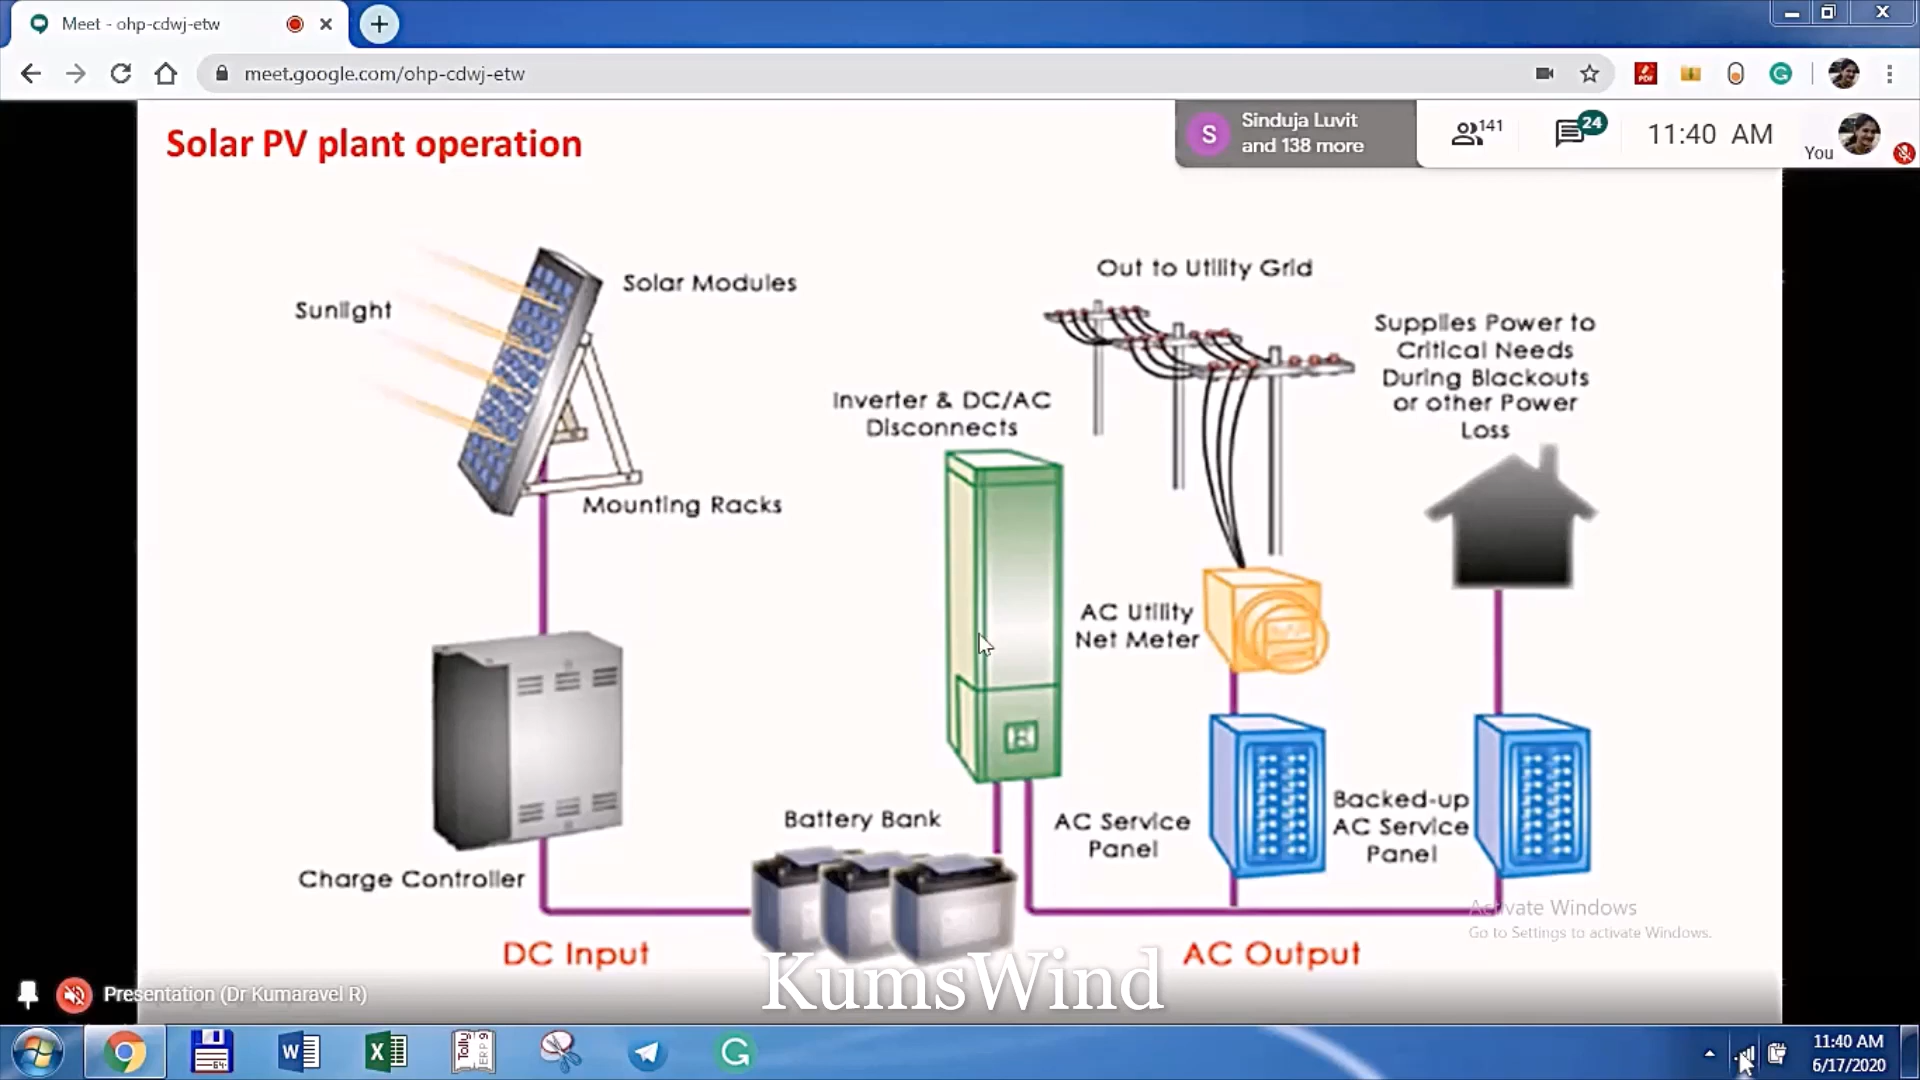 Meet - ohp-cdwj-etw
meet.google.com/ohp-cdwj-etw
Solar PV plant operation
S
Sinduja Luvit
and 138 more
141
24
11:40 AM
You
Sunlight
Solar Modules
Mounting Racks
Out to Utility Grid
Supplies Power to
Critical Needs
During Blackouts
or other Power
Loss
Inverter & DC/AC
Disconnects
AC Utility
Net Meter
Battery Bank
AC Service
Panel
Backed-up
AC Service
Panel
Charge Controller
DC Input
AC Output
Activate Windows
Go to Settings to activate Windows.
KumsWind
Presentation (Dr Kumaravel R)
11:40 AM
6/17/2020